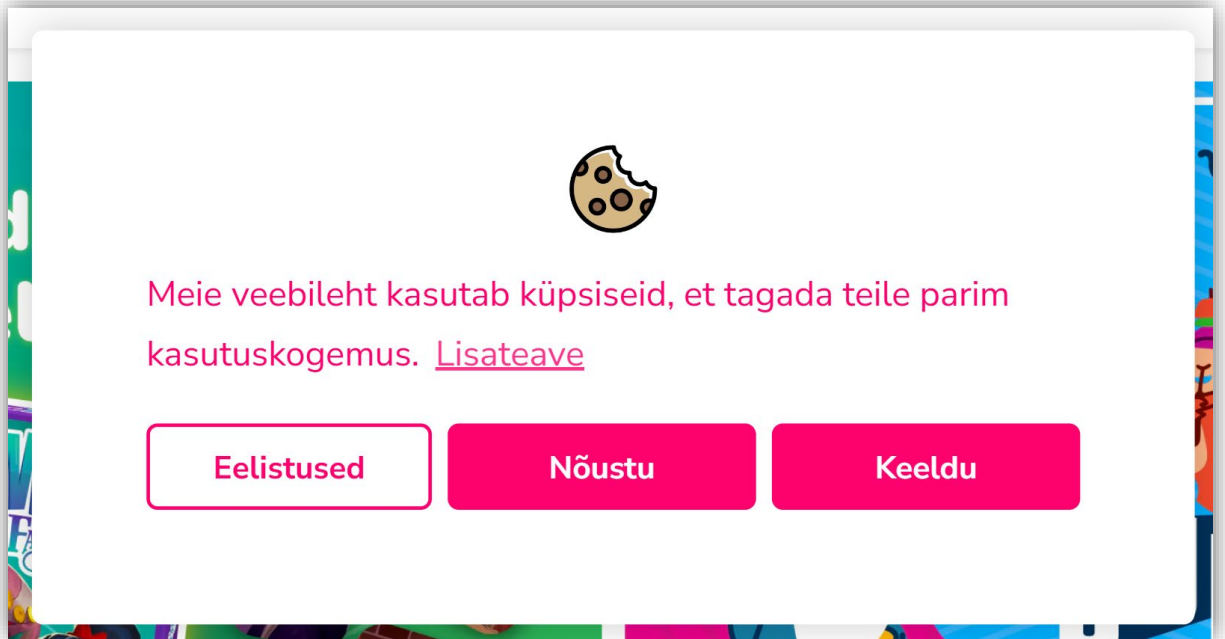 Meie veebileht kasutab küpsiseid, et tagada teile parim
kasutuskogemus. Lisateave
Eelistused Nõustu Keeldu